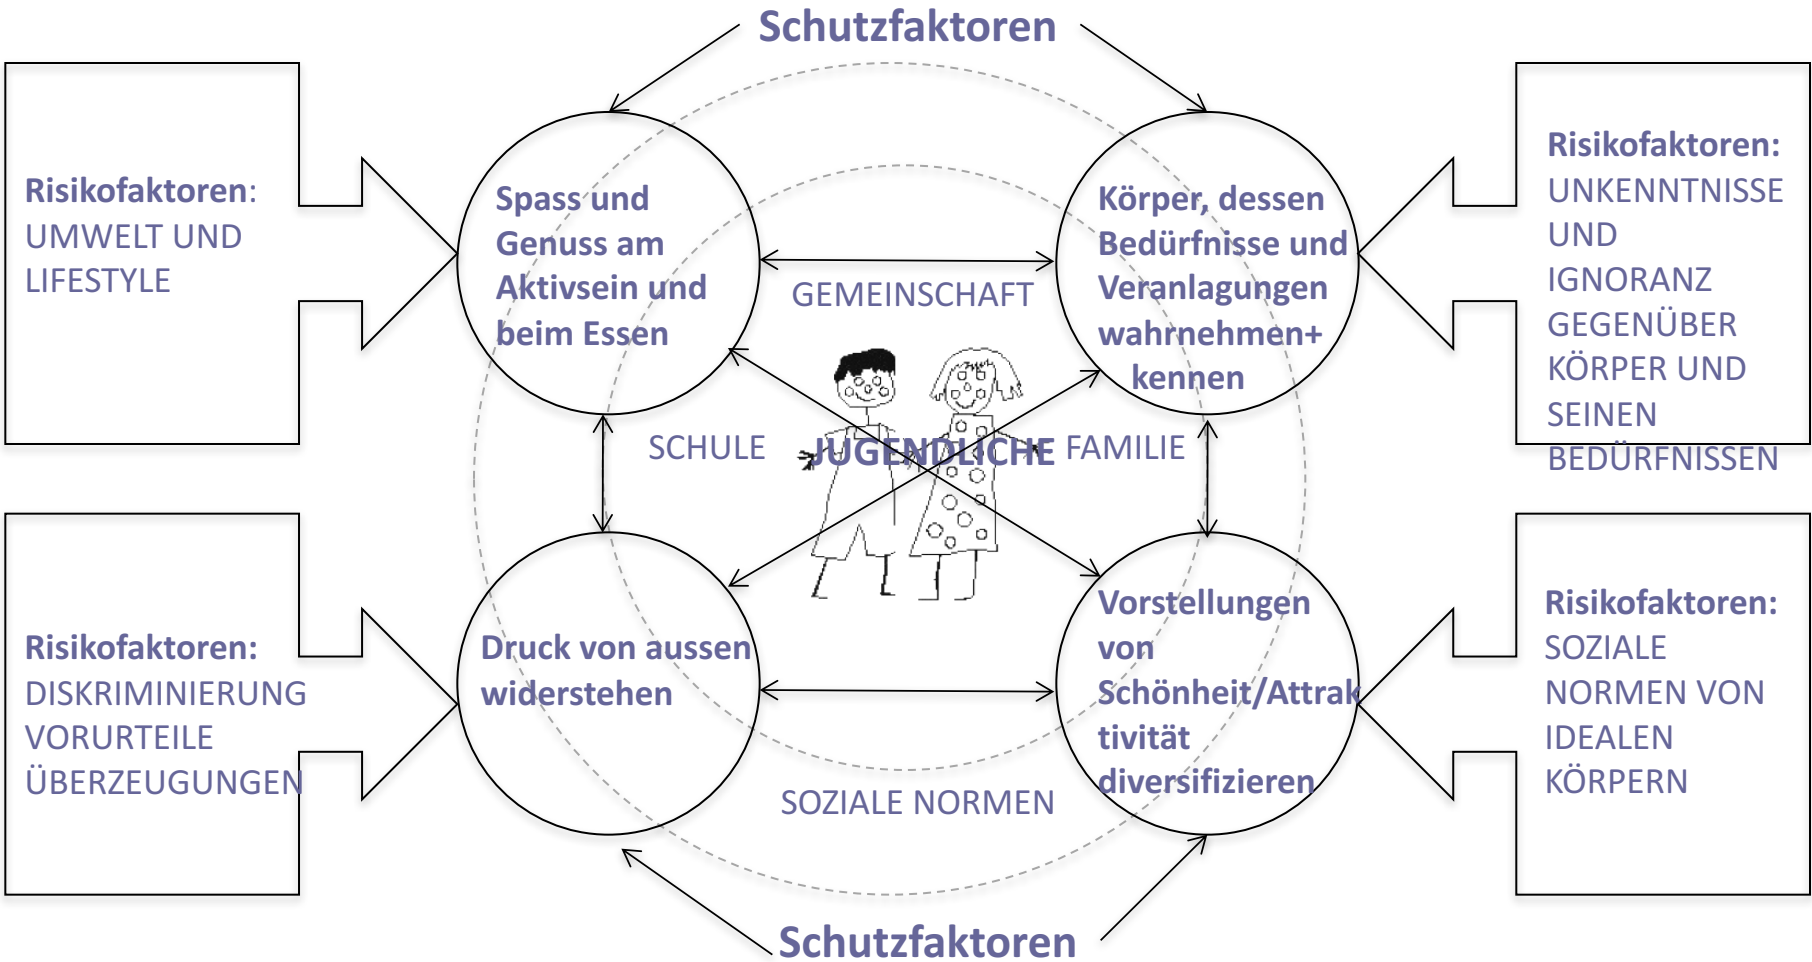 Schutzfaktoren
Risikofaktoren:
UMWELT UND
LIFESTYLE
Spass und
Genuss am
Aktivsein und
beim Essen
Körper, dessen
Bedürfnisse und
Veranlagungen
wahrnehmen+
kennen
Risikofaktoren:
UNKENNTNISSE
UND
IGNORANZ
GEGENÜBER
KÖRPER UND
SEINEN
BEDÜRFNISSEN
GEMEINSCHAFT
SCHULE
JUGENDLICHE
FAMILIE
Risikofaktoren:
DISKRIMINIERUNG
VORURTEILE
ÜBERZEUGUNGEN
Druck von aussen
widerstehen
Vorstellungen
von
Schönheit/Attrak
tivität
diversifizieren
Risikofaktoren:
SOZIALE
NORMEN VON
IDEALEN
KÖRPERN
SOZIALE NORMEN
Schutzfaktoren